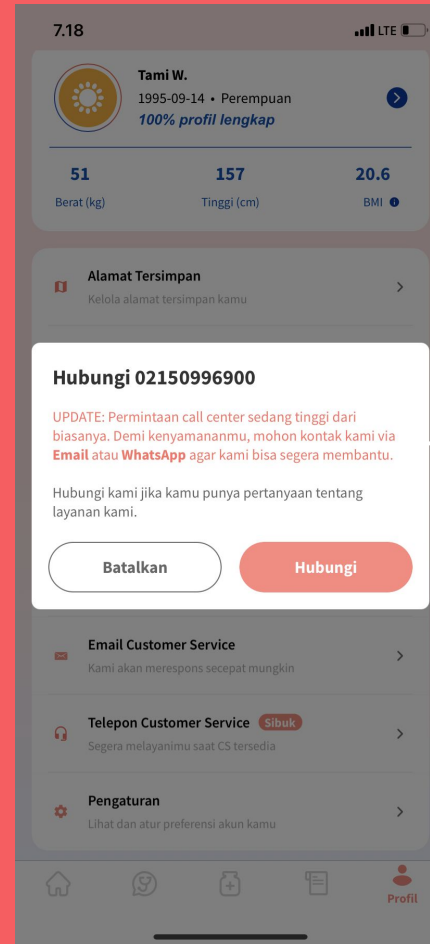 7.18
LTE
Tami W.
1995-09-14 • Perempuan
100% profil lengkap
51
157
20.6
Berat (kg)
Tinggi (cm)
BMI
Alamat Tersimpan
Kelola alamat tersimpan kamu
Hubungi 02150996900
UPDATE: Permintaan call center sedang tinggi dari
biasanya. Demi kenyamananmu, mohon kontak kami via
Email atau WhatsApp agar kami bisa segera membantu.
Hubungi kami jika kamu punya pertanyaan tentang
layanan kami.
Batalkan
Hubungi
Email Customer Service
Kami akan merespons secepat mungkin
Telepon Customer Service Sibuk
Segera melayanimu saat CS tersedia
Pengaturan
Lihat dan atur preferensi akun kamu
Profil